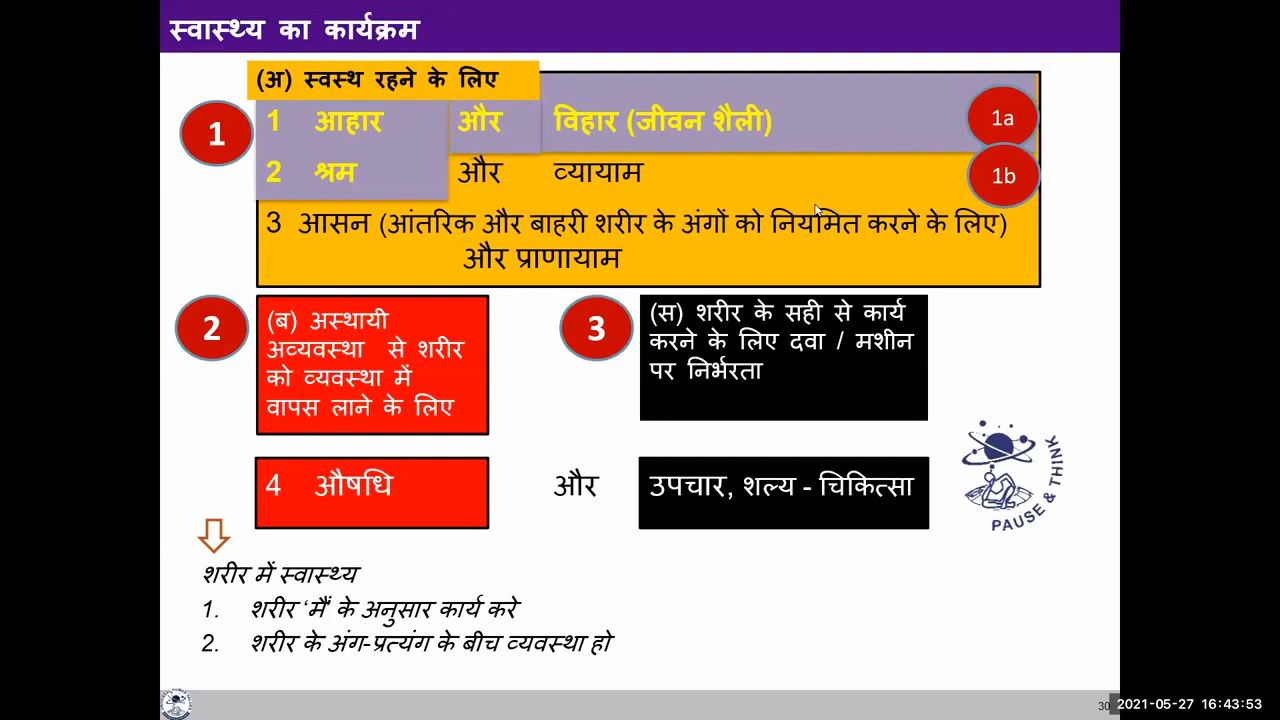 स्वास्थ्य का कार्यक्रम
(अ) स्वस्थ रहने के लिए
1
1 आहार और विहार (जीवन शैली)
1a
2 श्रम और व्यायाम
1b
3 आसन (आंतरिक और बाहरी शरीर के अंगों को नियमित करने के लिए)
और प्राणायाम
2
(ब) अस्थायी
अव्यवस्था से शरीर
को व्यवस्था में
वापस लाने के लिए
3
(स) शरीर के सही से कार्य
करने के लिए दवा / मशीन
पर निर्भरता
4 औषधि और उपचार, शल्य - चिकित्सा
PAUSE & THINK
शरीर में स्वास्थ्य
1. शरीर ‘मैं’ के अनुसार कार्य करे
2. शरीर के अंग-प्रत्यंग के बीच व्यवस्था हो
30
2021-05-27 16:43:53